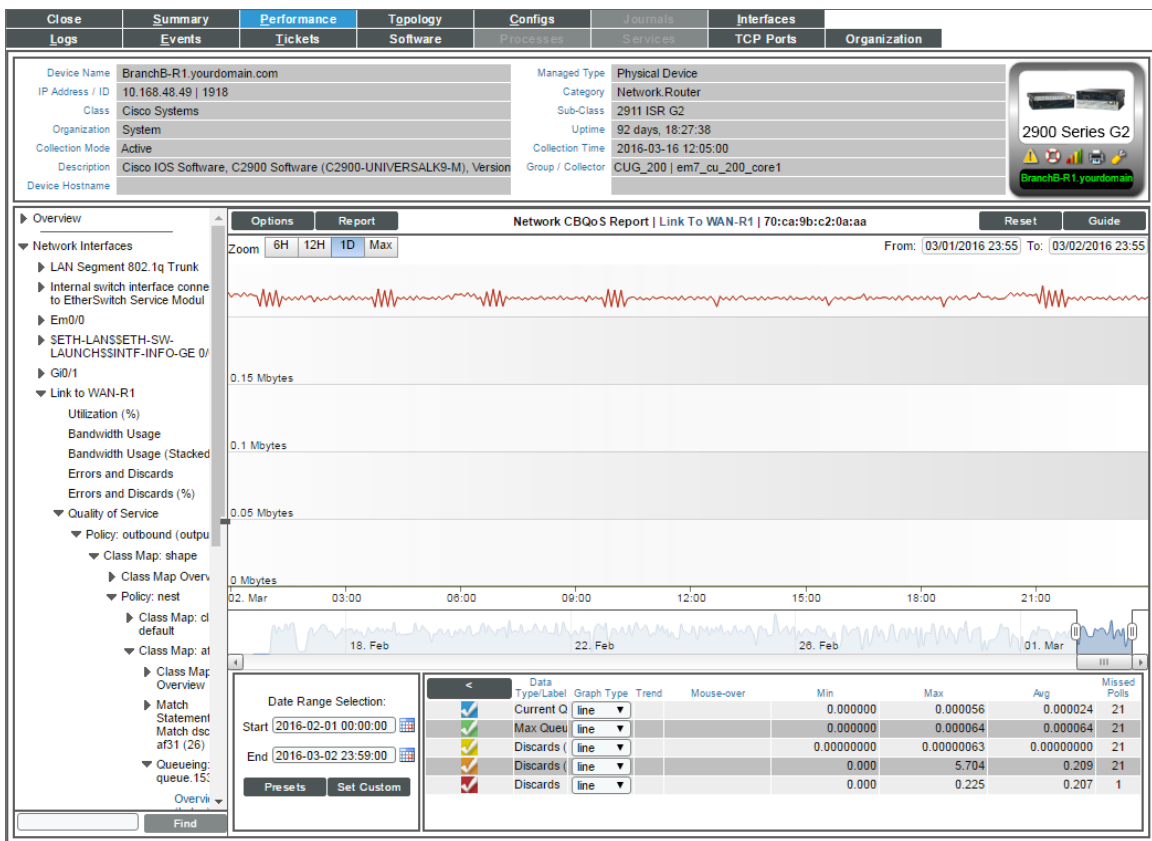 Close Summary Performance Topology Configs Journals Interfaces
Logs Events Tickets Software Processes Services TCP Ports Organization
Device Name BranchB-R1.yourdomain.com Managed Type Physical Device
IP Address / ID 10.168.48.49 | 1918 Category Network.Router
Class Cisco Systems Sub-Class 2911 ISR G2
Organization System Uptime 92 days, 18:27:38
Collection Mode Active Collection Time 2016-03-16 12:05:00
Description Cisco IOS Software, C2900 Software (C2900-UNIVERSALK9-M), Version Group / Collector CUG_200 | em7_cu_200_core1
Device Hostname
2900 Series G2
BranchB-R1.yourdomain
Overview
Network Interfaces
LAN Segment 802.1q Trunk
Internal switch interface conne
to EtherSwitch Service Modul
Em0/0
$ETH-LAN$$ETH-SW-
LAUNCH$$INTF-INFO-GE 0/
Gi0/1
Link to WAN-R1
Utilization (%)
Bandwidth Usage
Bandwidth Usage (Stacked
Errors and Discards
Errors and Discards (%)
Quality of Service
Policy: outbound (outpu
Class Map: shape
Class Map Overv
Policy: nest
Class Map: cl
default
Class Map: af
Class Map
Overview
Match
Statement
Match dsc
af31 (26)
Queueing:
queue.153
Overvi
Find
Options Report Network CBQoS Report | Link To WAN-R1 | 70:ca:9b:c2:0a:aa Reset Guide
Zoom 6H 12H 1D Max From: 03/01/2016 23:55 To: 03/02/2016 23:55
0.15 Mbytes
0.1 Mbytes
0.05 Mbytes
0 Mbytes
02. Mar 03:00 06:00 09:00 12:00 15:00 18:00 21:00
18. Feb 22. Feb 26. Feb 01. Mar
Date Range Selection:
Start 2016-02-01 00:00:00
End 2016-03-02 23:59:00
Presets Set Custom
< Data Type/Label Graph Type Trend Mouse-over Min Max Avg Missed Polls
Current Q line 0.000000 0.000056 0.000024 21
Max Queu line 0.000000 0.000064 0.000064 21
Discards ( line 0.00000000 0.00000063 0.00000000 21
Discards ( line 0.000 5.704 0.209 21
Discards line 0.000 0.225 0.207 1